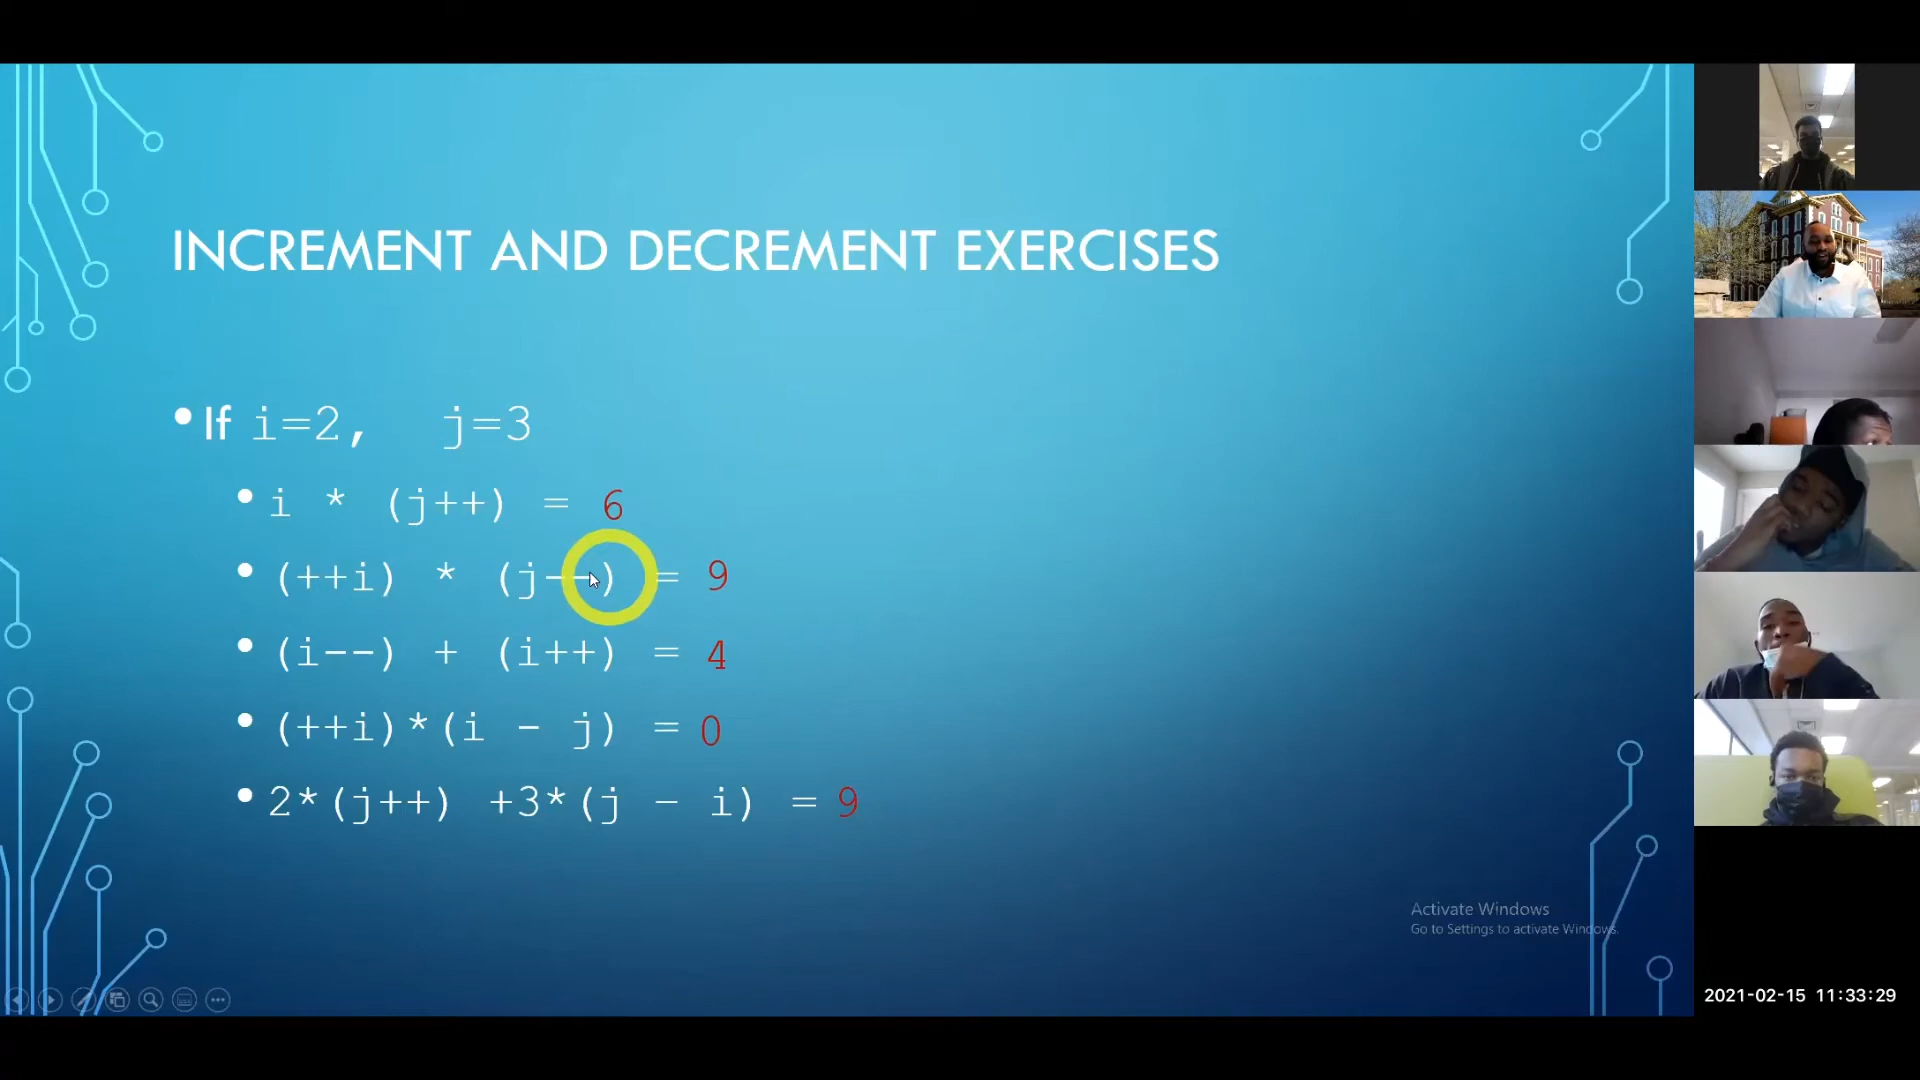 INCREMENT AND DECREMENT EXERCISES
• If i=2, j=3
• i * (j++) = 6
• (++i) * (j--) = 9
• (i--) + (i++) = 4
• (++i)*(i - j) = 0
• 2*(j++) +3*(j - i) = 9
Activate Windows
Go to Settings to activate Windows.
2021-02-15 11:33:29